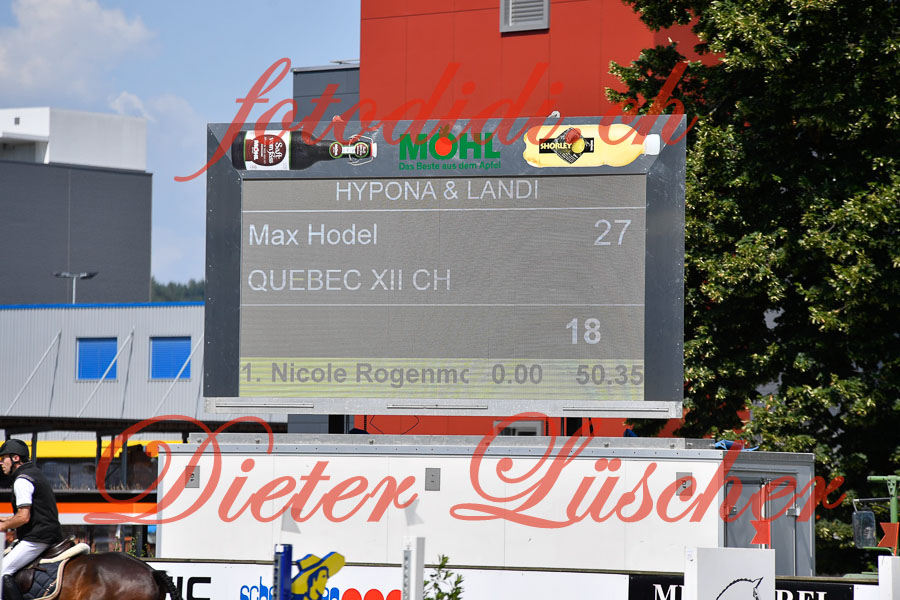 fotodidi.ch
MÖHL
Das Beste aus dem Apfel
SHORLEY
HYPONA & LANDI
Max Hodel 27
QUEBEC XII CH
18
1. Nicole Rogenmo 0.00 50.35
Dieter Lüscher